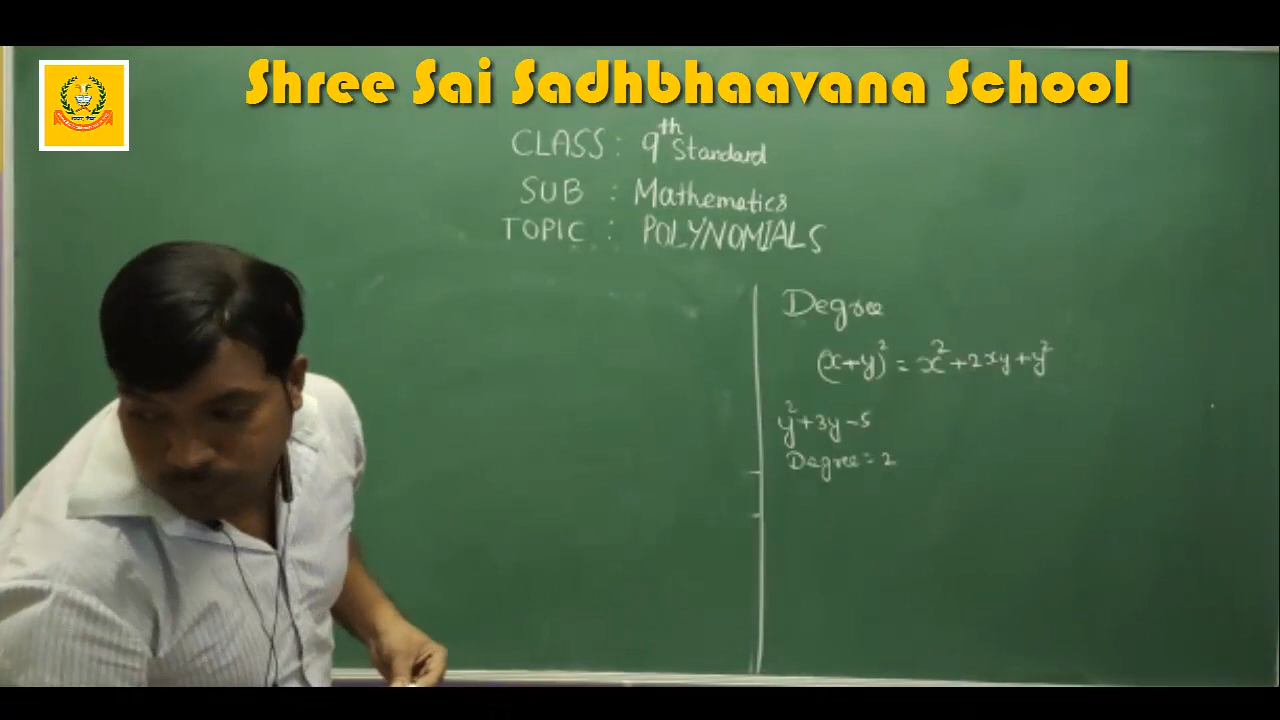 Shree Sai Sadhbhaavana School
CLASS : 9th Standard
SUB : Mathematics
TOPIC : POLYNOMIALS
Degree
(x+y)² = x² + 2xy + y²
y² + 3y - 5
Degree = 2